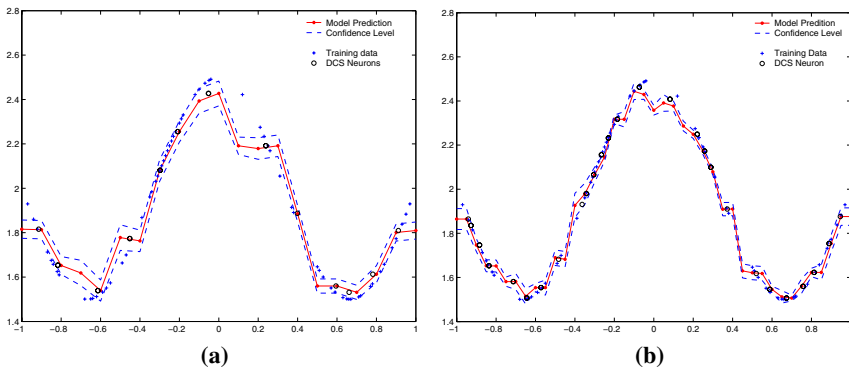 2.8
2.6
2.4
2.2
2
1.8
1.6
1.4
−1 −0.8 −0.6 −0.4 −0.2 0 0.2 0.4 0.6 0.8 1
Model Prediction
Confidence Level
Training data
DCS Neurons
(a)
2.8
2.6
2.4
2.2
2
1.8
1.6
1.4
−1 −0.8 −0.6 −0.4 −0.2 0 0.2 0.4 0.6 0.8 1
Model Predition
Confidence Level
Training Data
DCS Neuron
(b)